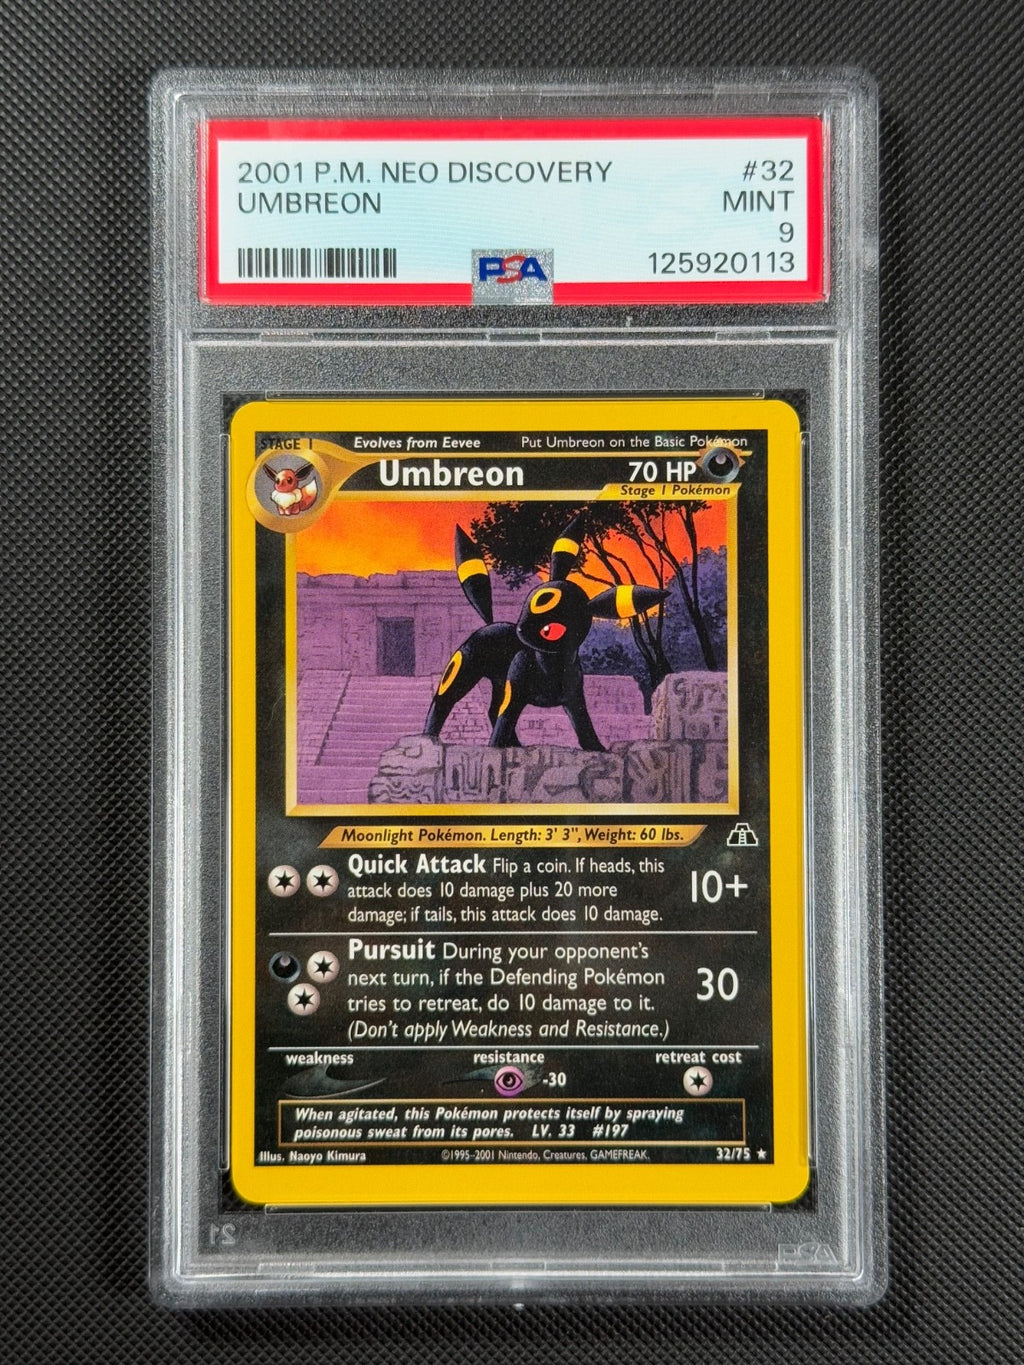 2001 P.M. NEO DISCOVERY #32
UMBREON MINT
9
PSA 125920113
STAGE 1 Evolves from Eevee Put Umbreon on the Basic Pokémon
Umbreon 70 HP
Stage 1 Pokémon
Moonlight Pokémon. Length: 3' 3", Weight: 60 lbs.
Quick Attack Flip a coin. If heads, this
attack does 10 damage plus 20 more 10+
damage; if tails, this attack does 10 damage.
Pursuit During your opponent's
next turn, if the Defending Pokémon 30
tries to retreat, do 10 damage to it.
(Don't apply Weakness and Resistance.)
weakness resistance retreat cost
-30
When agitated, this Pokémon protects itself by spraying
poisonous sweat from its pores. LV. 33 #197
Illus. Naoyo Kimura ©1995-2001 Nintendo, Creatures, GAMEFREAK. 32/75 ★
21 PSA